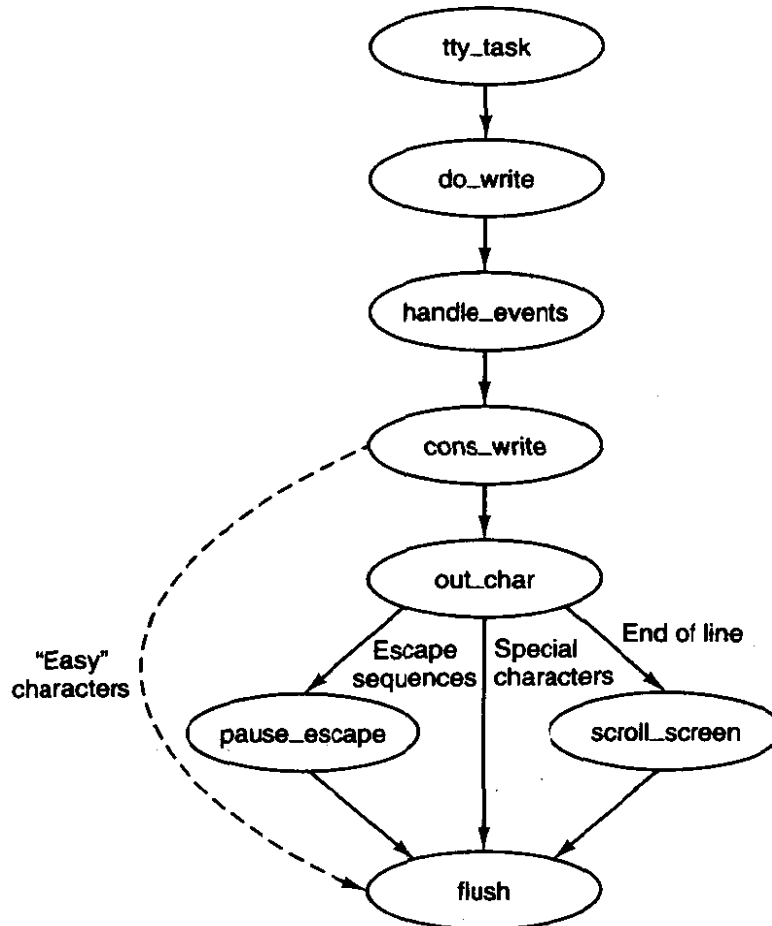 tty_task
do_write
handle_events
cons_write
out_char
"Easy"
characters
Escape
sequences
Special
characters
End of line
pause_escape
scroll_screen
flush